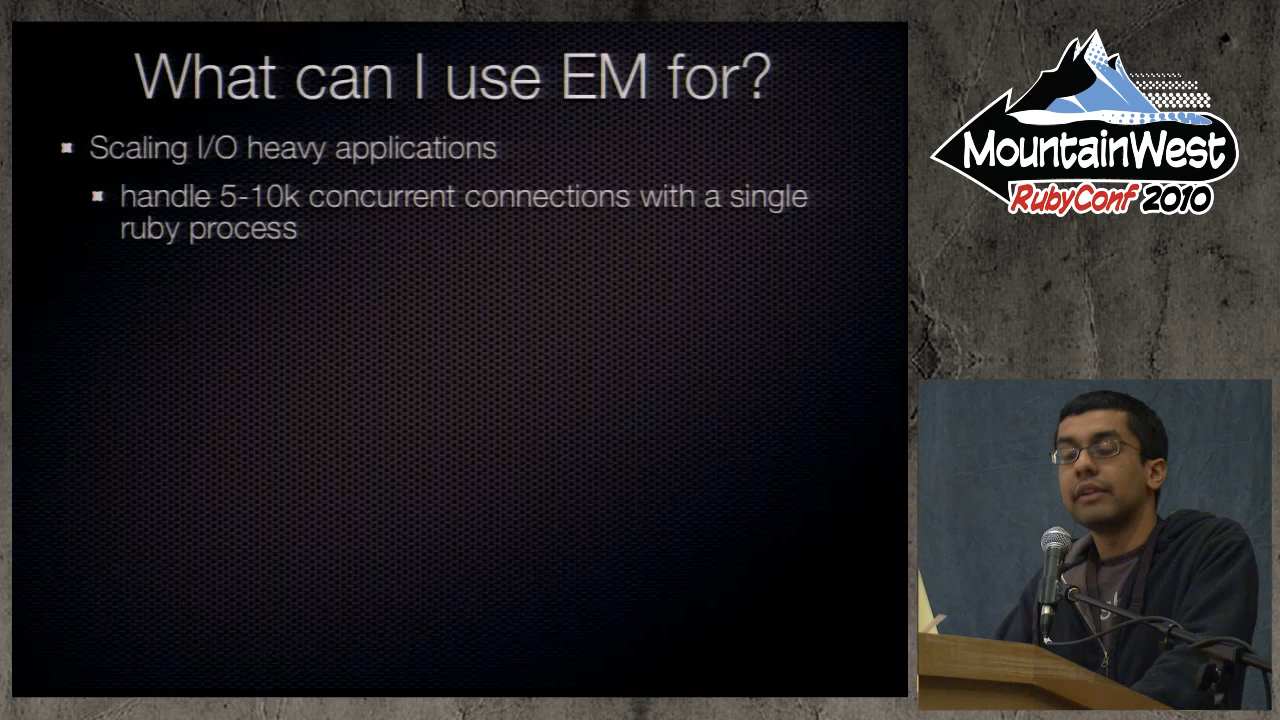 What can I use EM for?
Scaling I/O heavy applications
handle 5-10k concurrent connections with a single
ruby process
MountainWest
RubyConf 2010